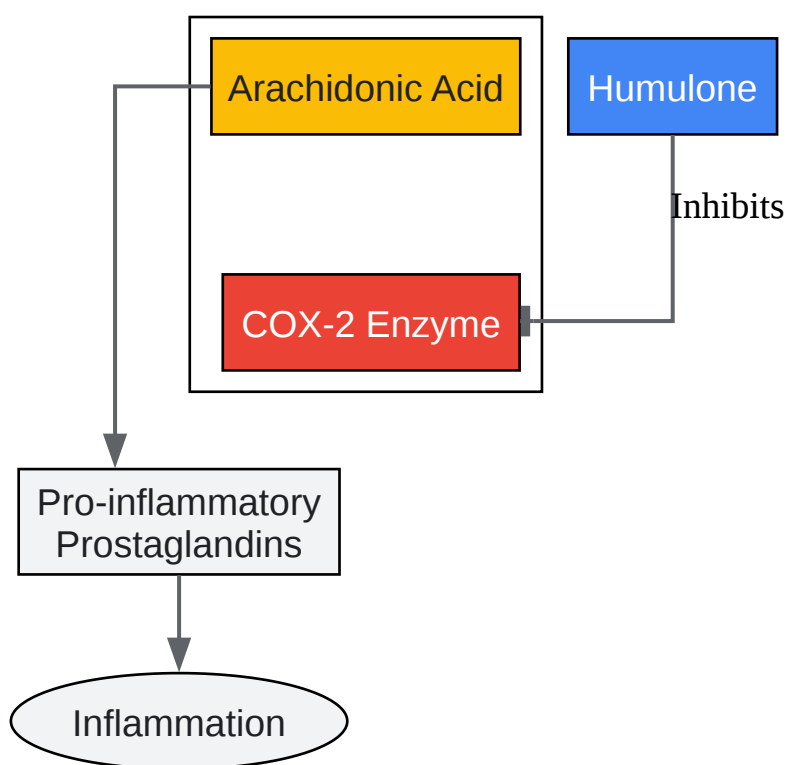 Arachidonic Acid
Humulone
Inhibits
COX-2 Enzyme
Pro-inflammatory
Prostaglandins
Inflammation